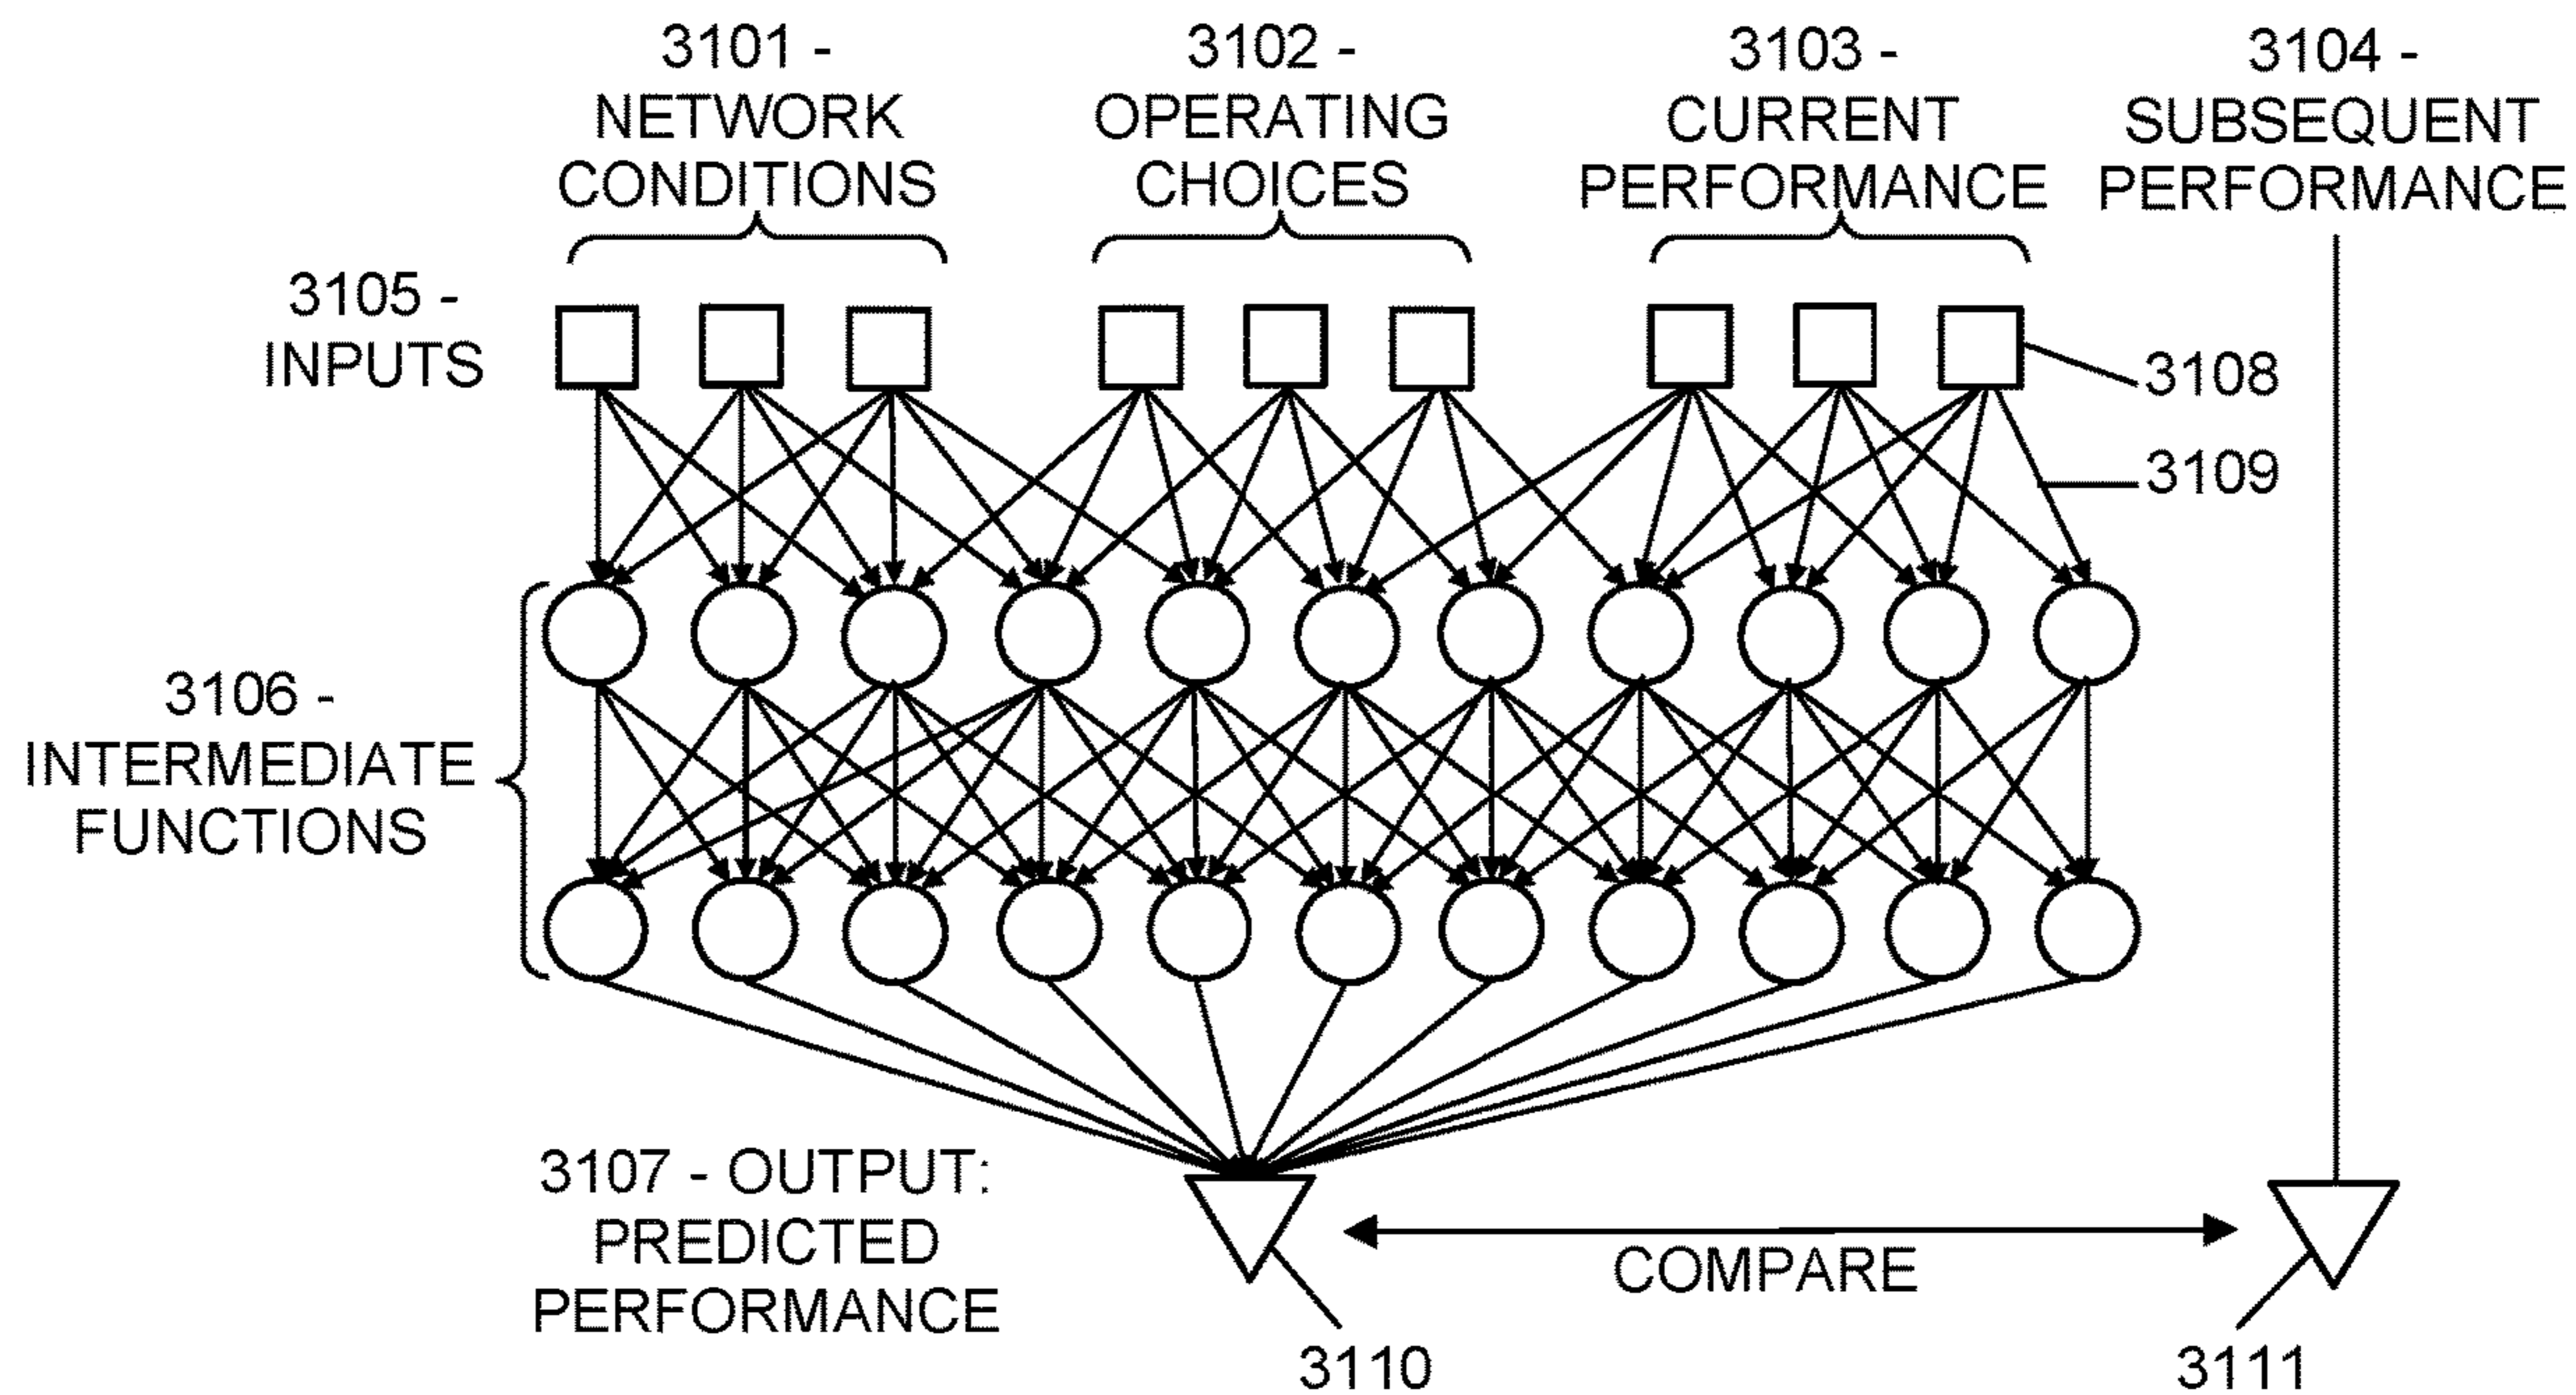 3101 -
NETWORK
CONDITIONS
3102 -
OPERATING
CHOICES
3103 -
CURRENT
PERFORMANCE
3104 -
SUBSEQUENT
PERFORMANCE
3105 -
INPUTS
3108
3109
3106 -
INTERMEDIATE
FUNCTIONS
3107 - OUTPUT:
PREDICTED
PERFORMANCE
COMPARE
3110
3111